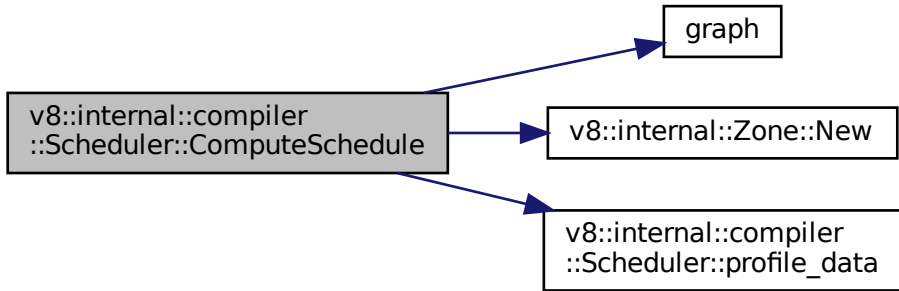 graph
v8::internal::compiler
::Scheduler::ComputeSchedule
v8::internal::Zone::New
v8::internal::compiler
::Scheduler::profile_data